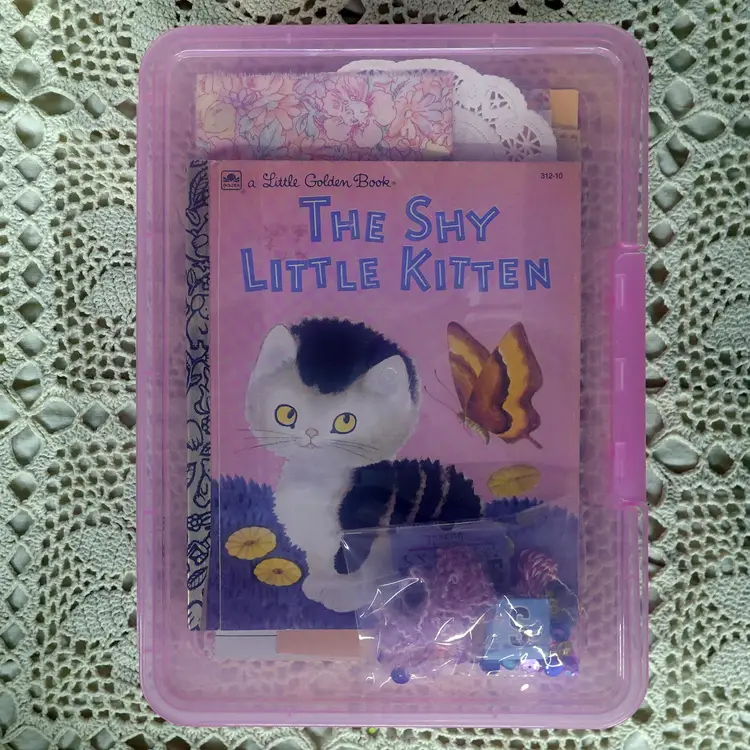 a Little Golden Book®
312-10
THE SHY
LITTLE KITTEN
S